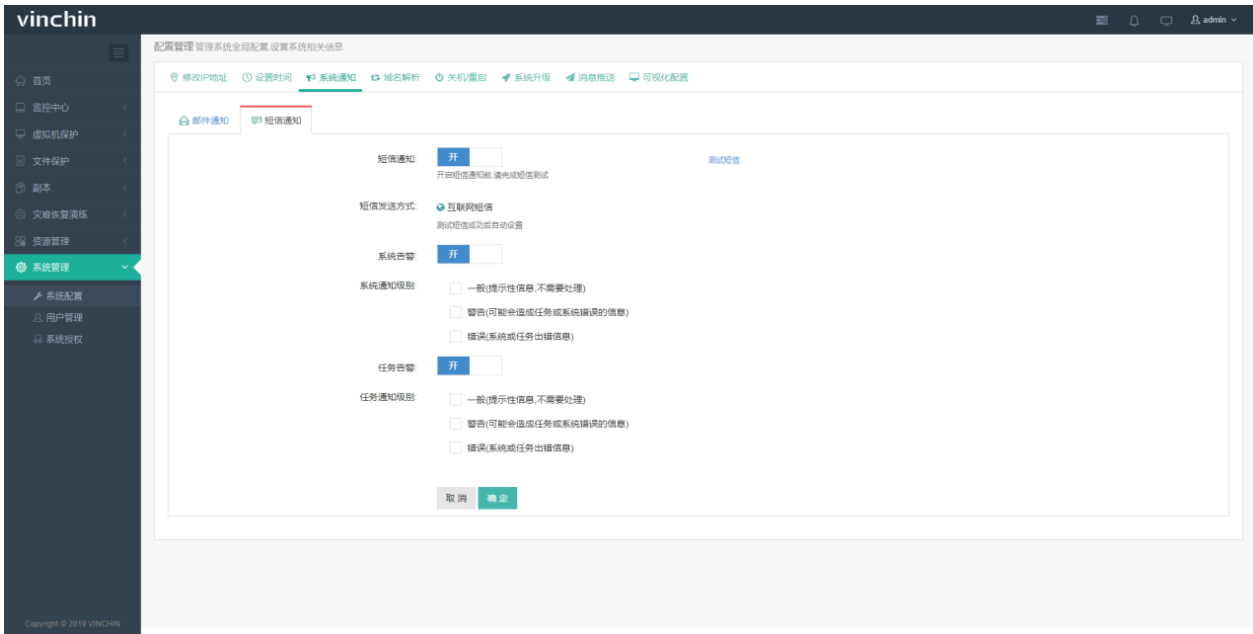 vinchin
admin
配置管理 管理系统全局配置,设置系统相关信息
修改IP地址 设置时间 系统通知 域名解析 关机/重启 系统升级 消息推送 可视化配置
首页
监控中心
虚拟机保护
文件保护
副本
灾难恢复演练
资源管理
系统管理
系统配置
用户管理
系统授权
邮件通知 短信通知
短信通知: 开 测试短信
开启短信通知前,请先完成短信测试
短信发送方式: 互联网短信
测试短信成功后自动设置
系统告警: 开
系统通知级别: 一般(提示性信息,不需要处理)
警告(可能会造成任务或系统错误的信息)
错误(系统或任务出错信息)
任务告警: 开
任务通知级别: 一般(提示性信息,不需要处理)
警告(可能会造成任务或系统错误的信息)
错误(系统或任务出错信息)
取消 确定
Copyright © 2019 VINCHIN